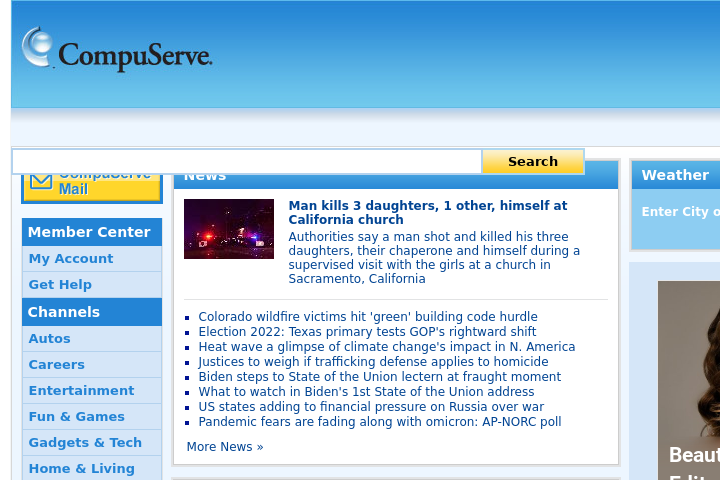 CompuServe.
Search
CompuServe
Mail
Member Center
My Account
Get Help
Channels
Autos
Careers
Entertainment
Fun & Games
Gadgets & Tech
Home & Living
News
Man kills 3 daughters, 1 other, himself at
California church
Authorities say a man shot and killed his three
daughters, their chaperone and himself during a
supervised visit with the girls at a church in
Sacramento, California
Colorado wildfire victims hit 'green' building code hurdle
Election 2022: Texas primary tests GOP's rightward shift
Heat wave a glimpse of climate change's impact in N. America
Justices to weigh if trafficking defense applies to homicide
Biden steps to State of the Union lectern at fraught moment
What to watch in Biden's 1st State of the Union address
US states adding to financial pressure on Russia over war
Pandemic fears are fading along with omicron: AP-NORC poll
More News »
Weather
Enter City o
Beaut